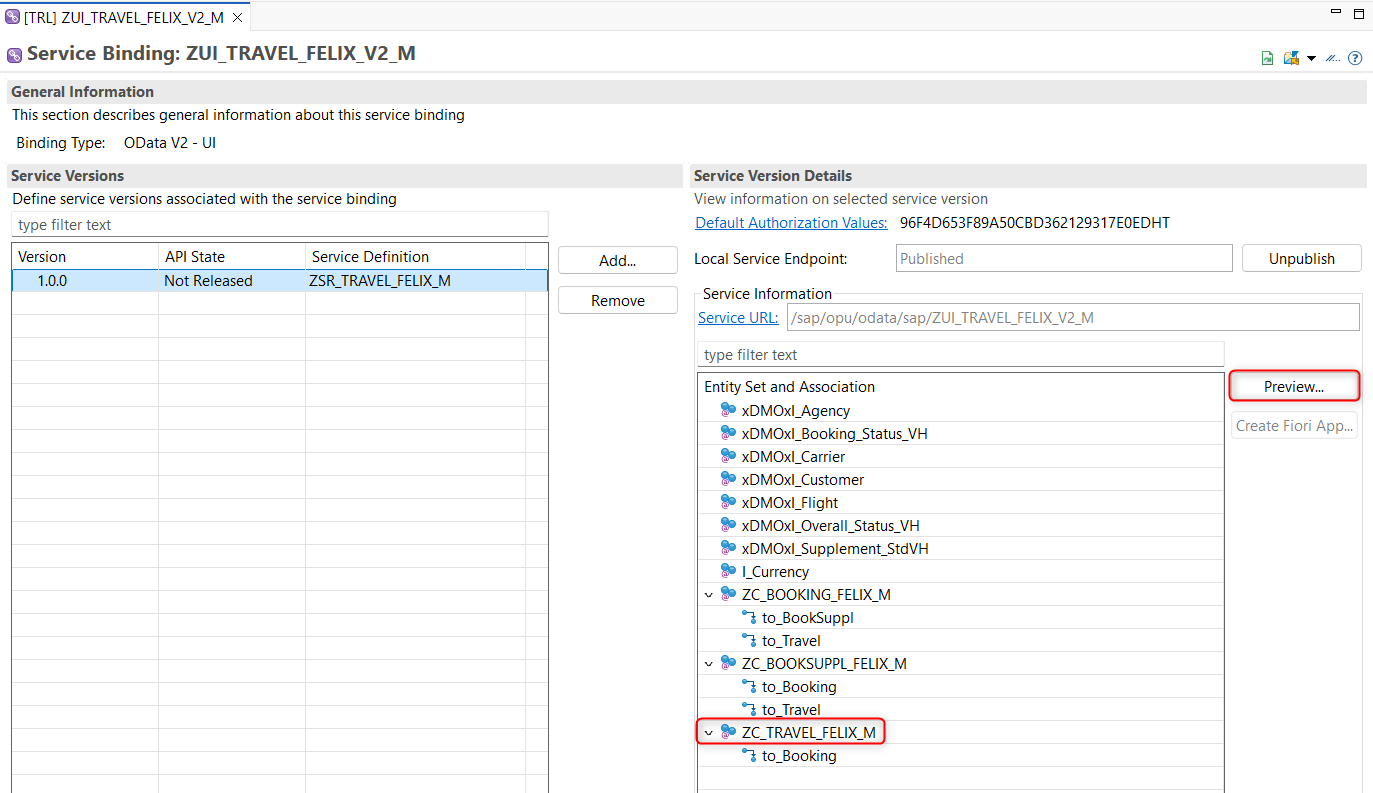 [TRL] ZUI_TRAVEL_FELIX_V2_M
Service Binding: ZUI_TRAVEL_FELIX_V2_M
General Information
This section describes general information about this service binding
Binding Type: OData V2 - UI
Service Versions
Define service versions associated with the service binding
type filter text
Version API State Service Definition
1.0.0 Not Released ZSR_TRAVEL_FELIX_M
Add...
Remove
Service Version Details
View information on selected service version
Default Authorization Values: 96F4D653F89A50CBD362129317E0EDHT
Local Service Endpoint: Published Unpublish
Service Information
Service URL: /sap/opu/odata/sap/ZUI_TRAVEL_FELIX_V2_M
type filter text
Entity Set and Association
xDMOxI_Agency
xDMOxI_Booking_Status_VH
xDMOxI_Carrier
xDMOxI_Customer
xDMOxI_Flight
xDMOxI_Overall_Status_VH
xDMOxI_Supplement_StdVH
I_Currency
ZC_BOOKING_FELIX_M
to_BookSuppl
to_Travel
ZC_BOOKSUPPL_FELIX_M
to_Booking
to_Travel
ZC_TRAVEL_FELIX_M
to_Booking
Preview...
Create Fiori App...